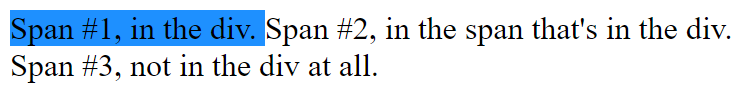 Span #1, in the div. Span #2, in the span that's in the div.
Span #3, not in the div at all.